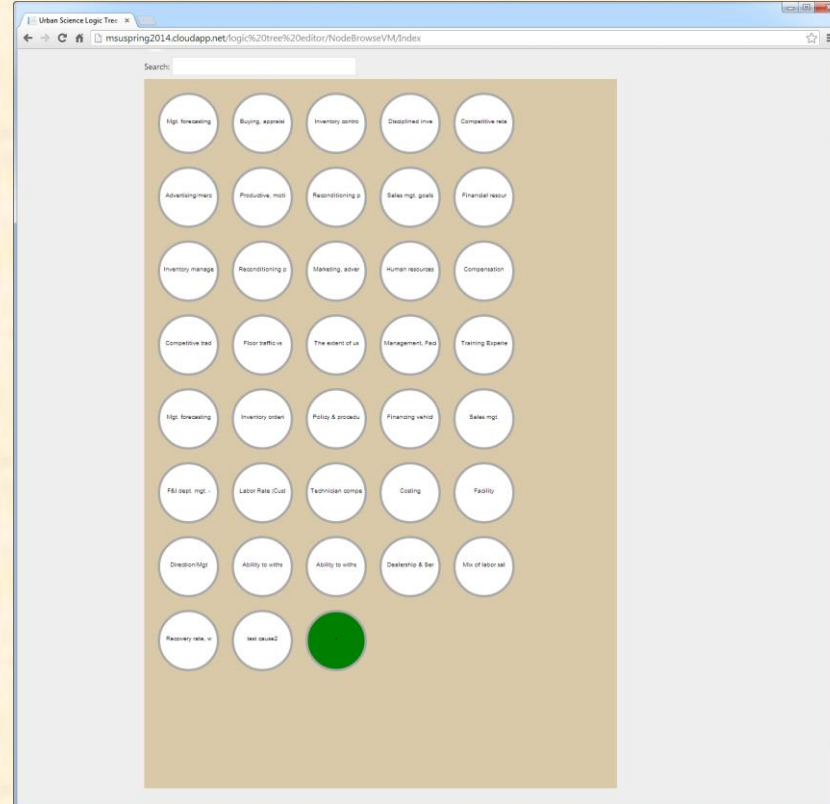 Urban Science Logic Tree
msuspring2014.cloudapp.net/logic%20tree%20editor/NodeBrowseVM/Index
Search:
Mgt. forecasting Buying, appraisi Inventory contro Disciplined inve Competitive rete
Advertising/merc Productive, moti Reconditioning p Sales mgt. goals Financial resour
Inventory manage Reconditioning p Marketing, adver Human resources Compensation
Competitive trad Floor traffic vs The extent of us Management, Faci Training Experie
Mgt. forecasting Inventory orderi Policy & procedu Financing vehicl Sales mgt.
F&I dept. mgt. - Labor Rate (Cust Technician compe Costing Facility
Direction/Mgt Ability to withs Ability to withs Dealership & Ser Mix of labor sal
Recovery rate, w test cause2